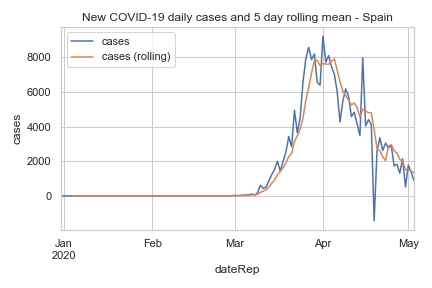 New COVID-19 daily cases and 5 day rolling mean - Spain
cases
cases (rolling)
8000
6000
4000
2000
0
cases
Jan
2020
Feb
Mar
Apr
May
dateRep